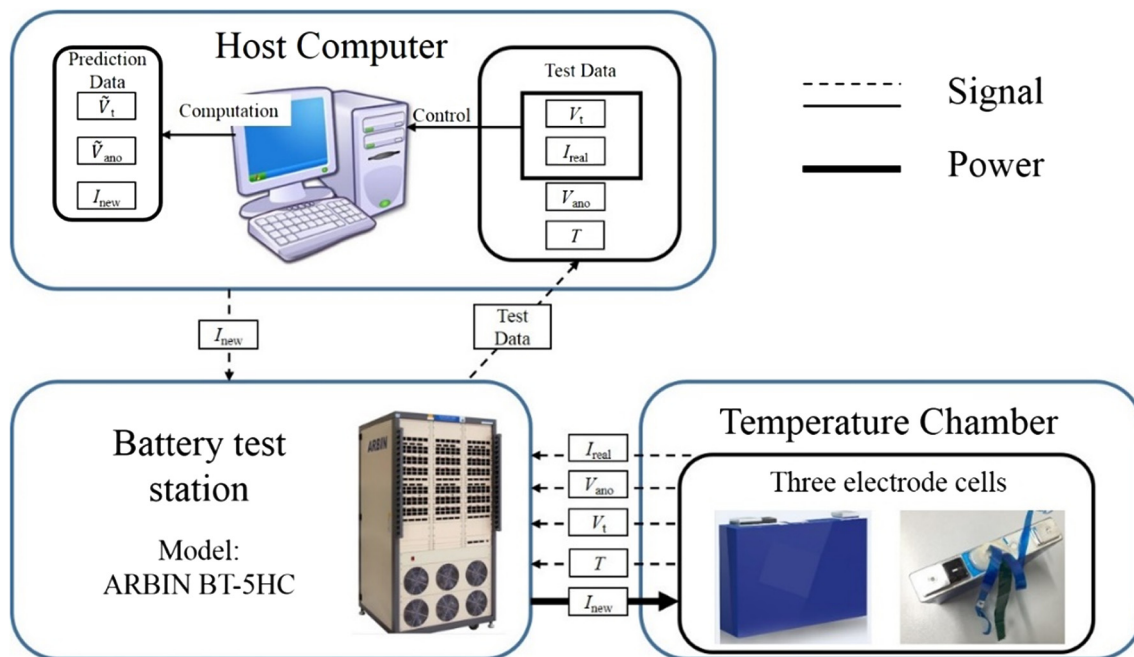 Host Computer
Prediction
Data
Ṽt
Ṽano
Inew
Computation
Control
Test Data
Vt
Ireal
Vano
T
Signal
Power
Inew
Test
Data
Battery test
station
Model:
ARBIN BT-5HC
ARBIN
Ireal
Vano
Vt
T
Inew
Temperature Chamber
Three electrode cells